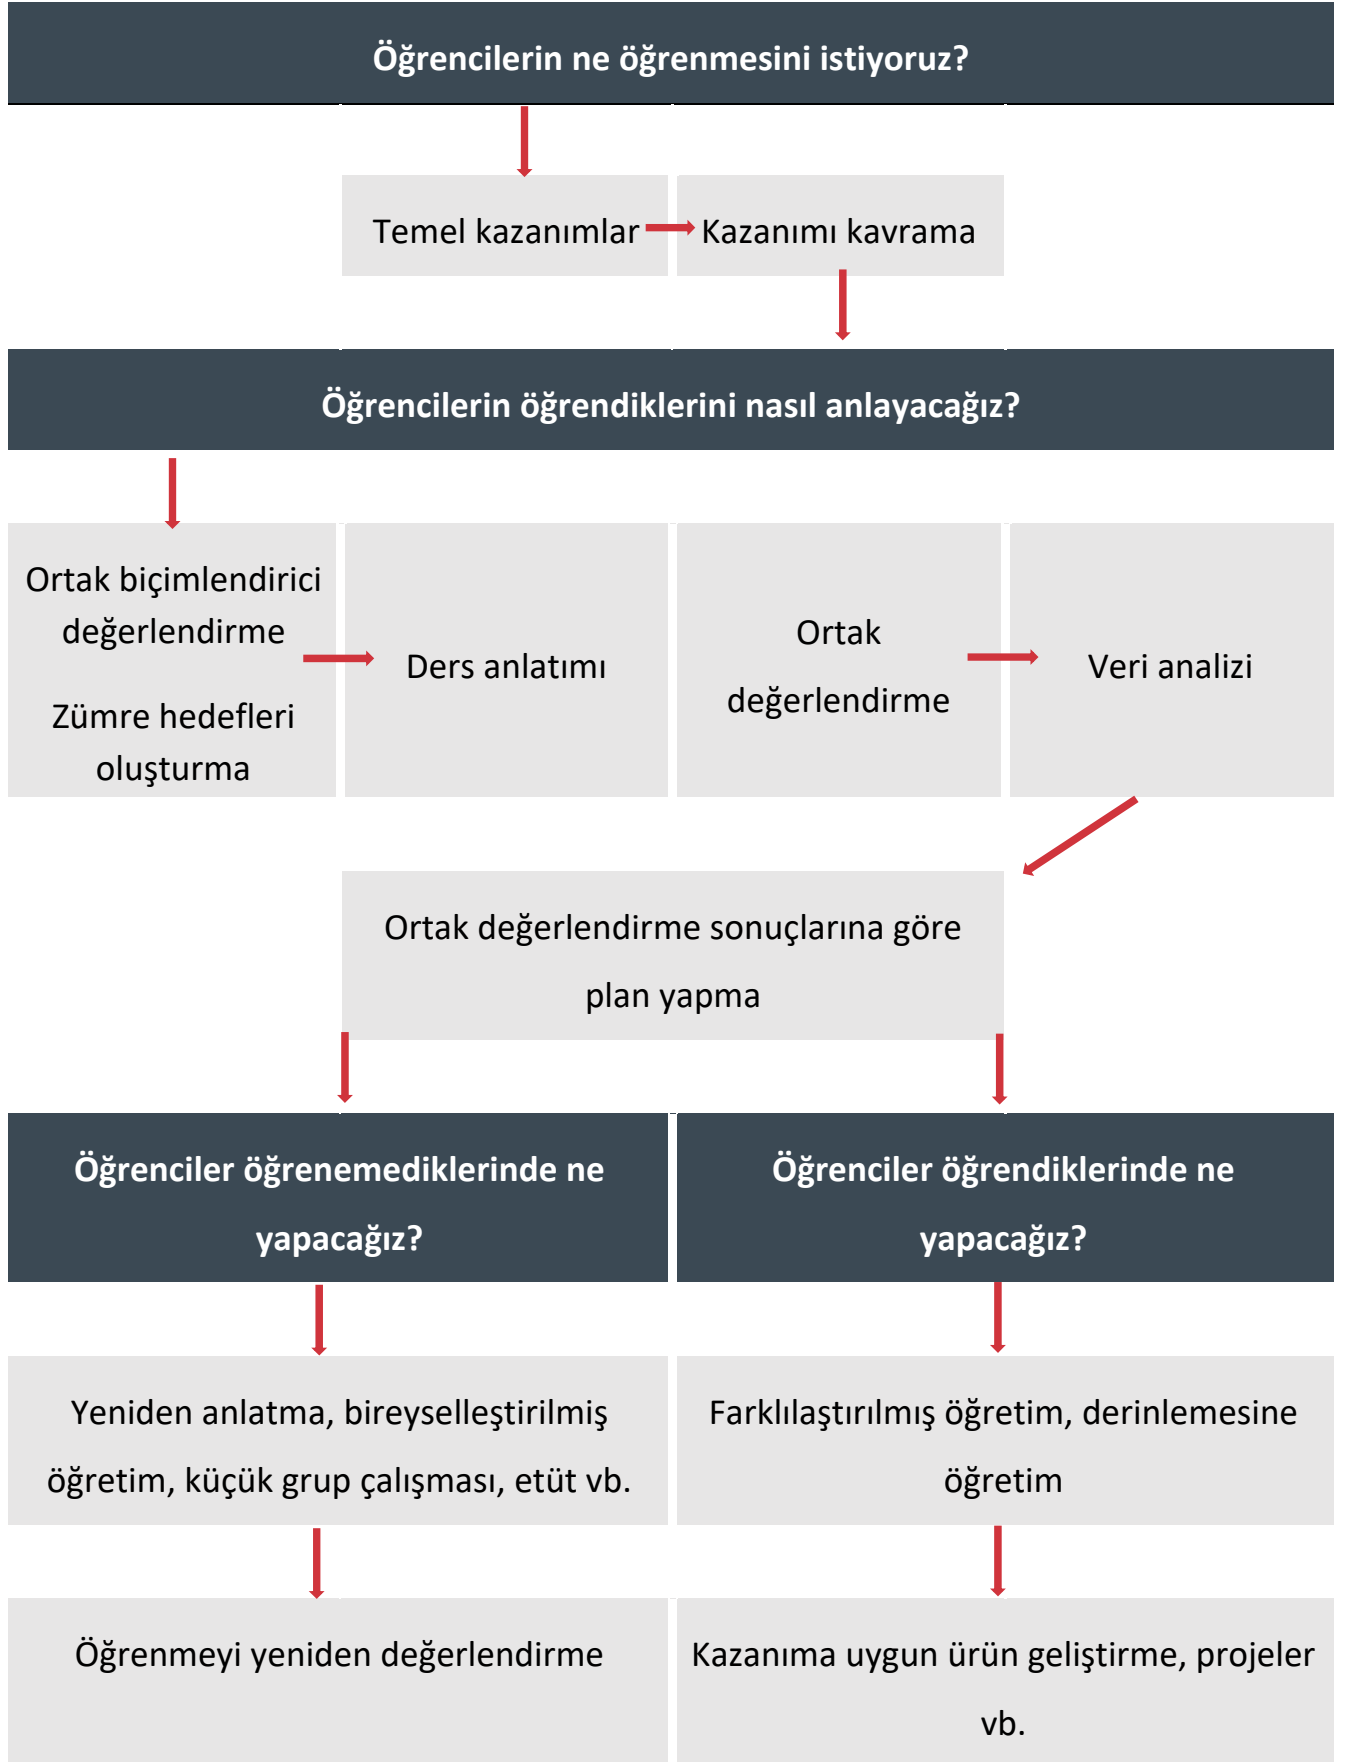 Öğrencilerin ne öğrenmesini istiyoruz?
Temel kazanımlar
Kazanımı kavrama
Öğrencilerin öğrendiklerini nasıl anlayacağız?
Ortak biçimlendirici
değerlendirme
Zümre hedefleri
oluşturma
Ders anlatımı
Ortak
değerlendirme
Veri analizi
Ortak değerlendirme sonuçlarına göre
plan yapma
Öğrenciler öğrenemediklerinde ne
yapacağız?
Öğrenciler öğrendiklerinde ne
yapacağız?
Yeniden anlatma, bireyselleştirilmiş
öğretim, küçük grup çalışması, etüt vb.
Farklılaştırılmış öğretim, derinlemesine
öğretim
Öğrenmeyi yeniden değerlendirme
Kazanıma uygun ürün geliştirme, projeler
vb.